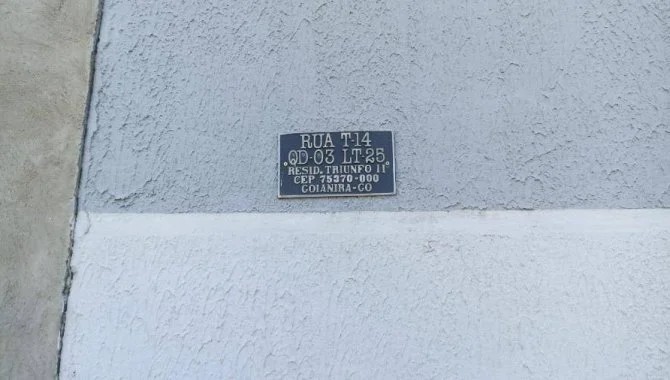 RUA T-14
QD-03 LT-25
RESID. TRIUNFO II
CEP 75370-000
GOIANIRA-GO